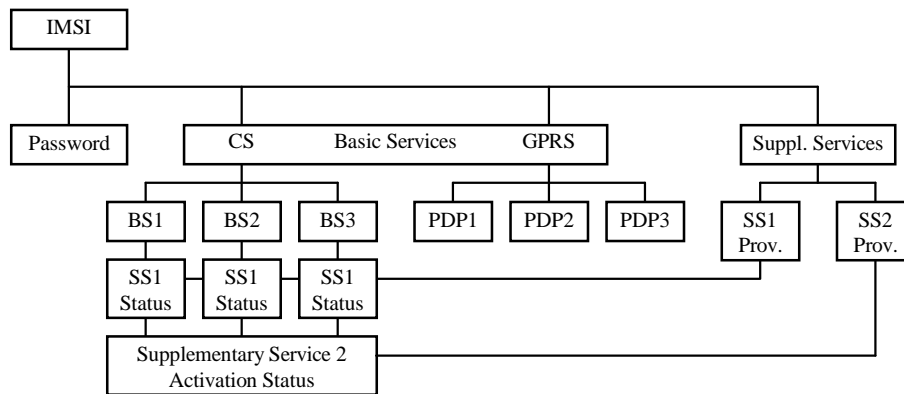 IMSI
Password
CS Basic Services GPRS
Suppl. Services
BS1
BS2
BS3
PDP1
PDP2
PDP3
SS1
Prov.
SS2
Prov.
SS1
Status
SS1
Status
SS1
Status
Supplementary Service 2
Activation Status